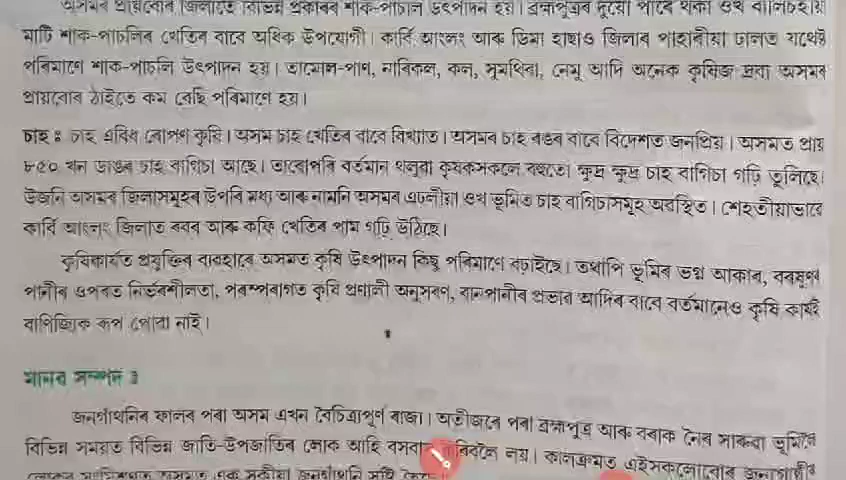 অসমৰ প্ৰায়বোৰ জিলাতে বিভিন্ন প্ৰকাৰৰ শাক-পাচলি উৎপাদন হয়। ব্ৰহ্মপুত্ৰৰ দুয়ো পাৰে থকা ওখ বালিচহীয়া
মাটি শাক-পাচলিৰ খেতিৰ বাবে অধিক উপযোগী। কাৰ্বি আংলং আৰু ডিমা হাছাও জিলাৰ পাহাৰীয়া ঢালত যথেষ্ট
পৰিমাণে শাক-পাচলি উৎপাদন হয়। তামোল-পাণ, নাৰিকল, কল, সুমথিৰা, নেমু আদি অনেক কৃষিজ দ্ৰব্য অসমৰ
প্ৰায়বোৰ ঠাইতে কম বেছি পৰিমাণে হয়।
চাহ ঃ চাহ এবিধ ৰোপণ কৃষি। অসম চাহ খেতিৰ বাবে বিখ্যাত। অসমৰ চাহ ৰঙৰ বাবে বিদেশত জনপ্ৰিয়। অসমত প্ৰায়
৮৫০ খন ডাঙৰ চাহ বাগিচা আছে। তাৰোপৰি বৰ্তমান থলুৱা কৃষকসকলে বহুতো ক্ষুদ্ৰ ক্ষুদ্ৰ চাহ বাগিচা গঢ়ি তুলিছে।
উজনি অসমৰ জিলাসমূহৰ উপৰি মধ্য আৰু নামনি অসমৰ এঢলীয়া ওখ ভূমিত চাহ বাগিচাসমূহ অৱস্থিত। শেহতীয়াভাৱে
কাৰ্বি আংলং জিলাত ৰবৰ আৰু কফি খেতিৰ পাম গঢ়ি উঠিছে।
কৃষিকাৰ্যত প্ৰযুক্তিৰ ব্যৱহাৰে অসমত কৃষি উৎপাদন কিছু পৰিমাণে বঢ়াইছে। তথাপি ভূমিৰ ভগ্ন আকাৰ, বৰষুণৰ
পানীৰ ওপৰত নিৰ্ভৰশীলতা, পৰম্পৰাগত কৃষি প্ৰণালী অনুসৰণ, বানপানীৰ প্ৰভাৱ আদিৰ বাবে বৰ্তমানেও কৃষি কাৰ্যই
বাণিজ্যিক ৰূপ পোৱা নাই।
মানৱ সম্পদ ঃ
জনগাঁথনিৰ ফালৰ পৰা অসম এখন বৈচিত্ৰ্যপূৰ্ণ ৰাজ্য। অতীজৰে পৰা ব্ৰহ্মপুত্ৰ আৰু বৰাক নৈৰ সাৰুৱা ভূমিলৈ
বিভিন্ন সময়ত বিভিন্ন জাতি-উপজাতিৰ লোক আহি বসবাস কৰিবলৈ লয়। কালক্ৰমত এইসকলোবোৰ জনগোষ্ঠীৰ